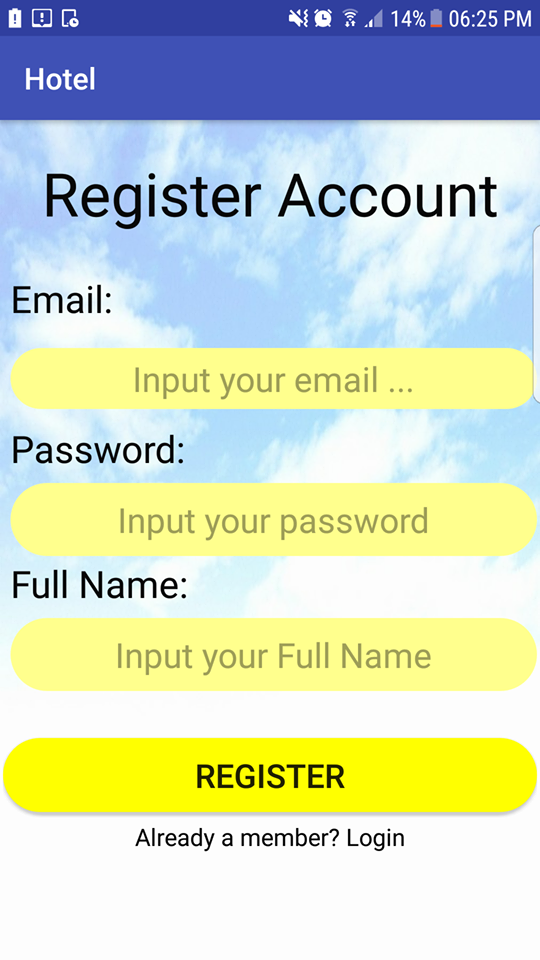 14% 06:25 PM
Hotel
Register Account
Email:
Input your email ...
Password:
Input your password
Full Name:
Input your Full Name
REGISTER
Already a member? Login